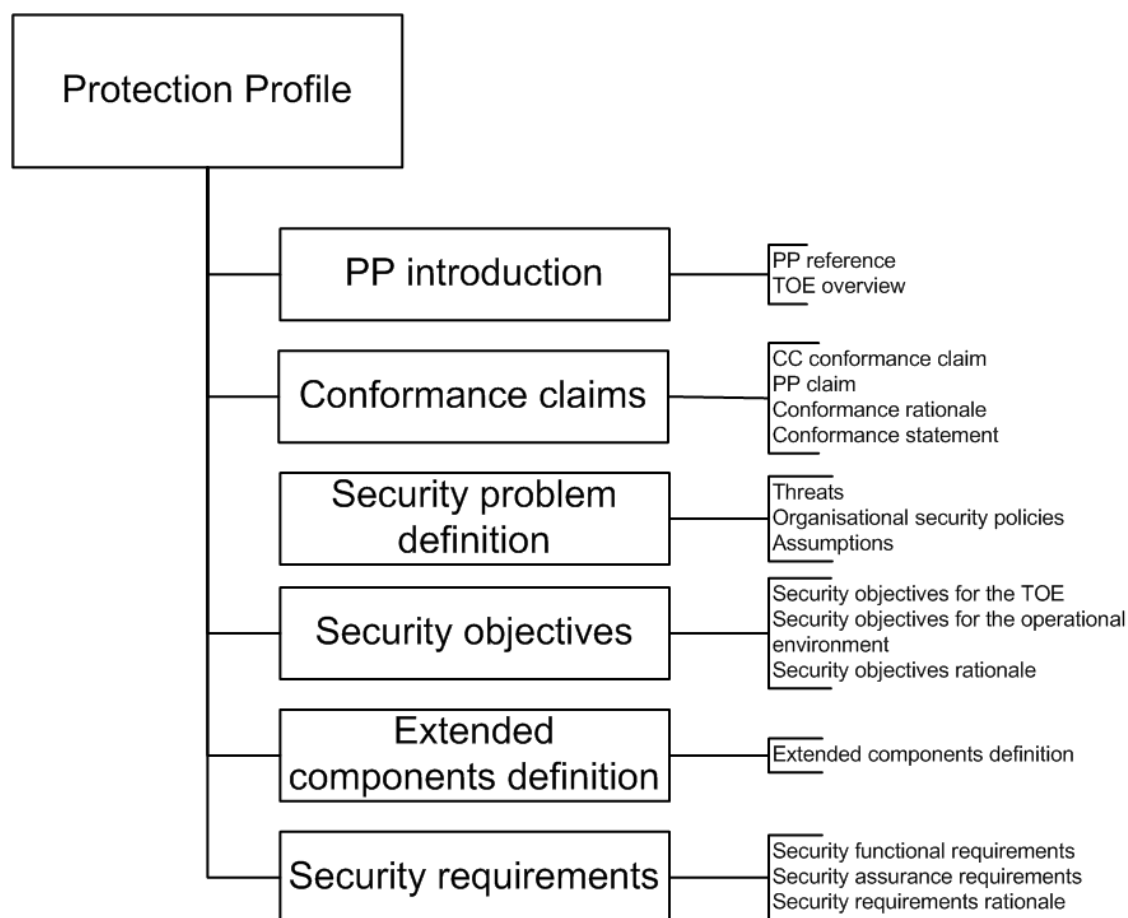 Protection Profile
PP introduction
PP reference
TOE overview
Conformance claims
CC conformance claim
PP claim
Conformance rationale
Conformance statement
Security problem
definition
Threats
Organisational security policies
Assumptions
Security objectives
Security objectives for the TOE
Security objectives for the operational
environment
Security objectives rationale
Extended
components definition
Extended components definition
Security requirements
Security functional requirements
Security assurance requirements
Security requirements rationale